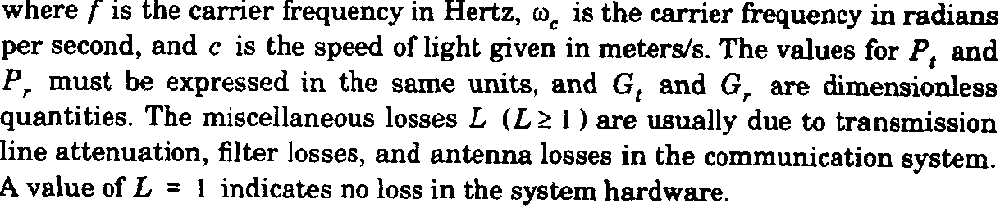 where f is the carrier frequency in Hertz, ω_c is the carrier frequency in radians
per second, and c is the speed of light given in meters/s. The values for P_t and
P_r must be expressed in the same units, and G_t and G_r are dimensionless
quantities. The miscellaneous losses L (L ≥ 1) are usually due to transmission
line attenuation, filter losses, and antenna losses in the communication system.
A value of L = 1 indicates no loss in the system hardware.